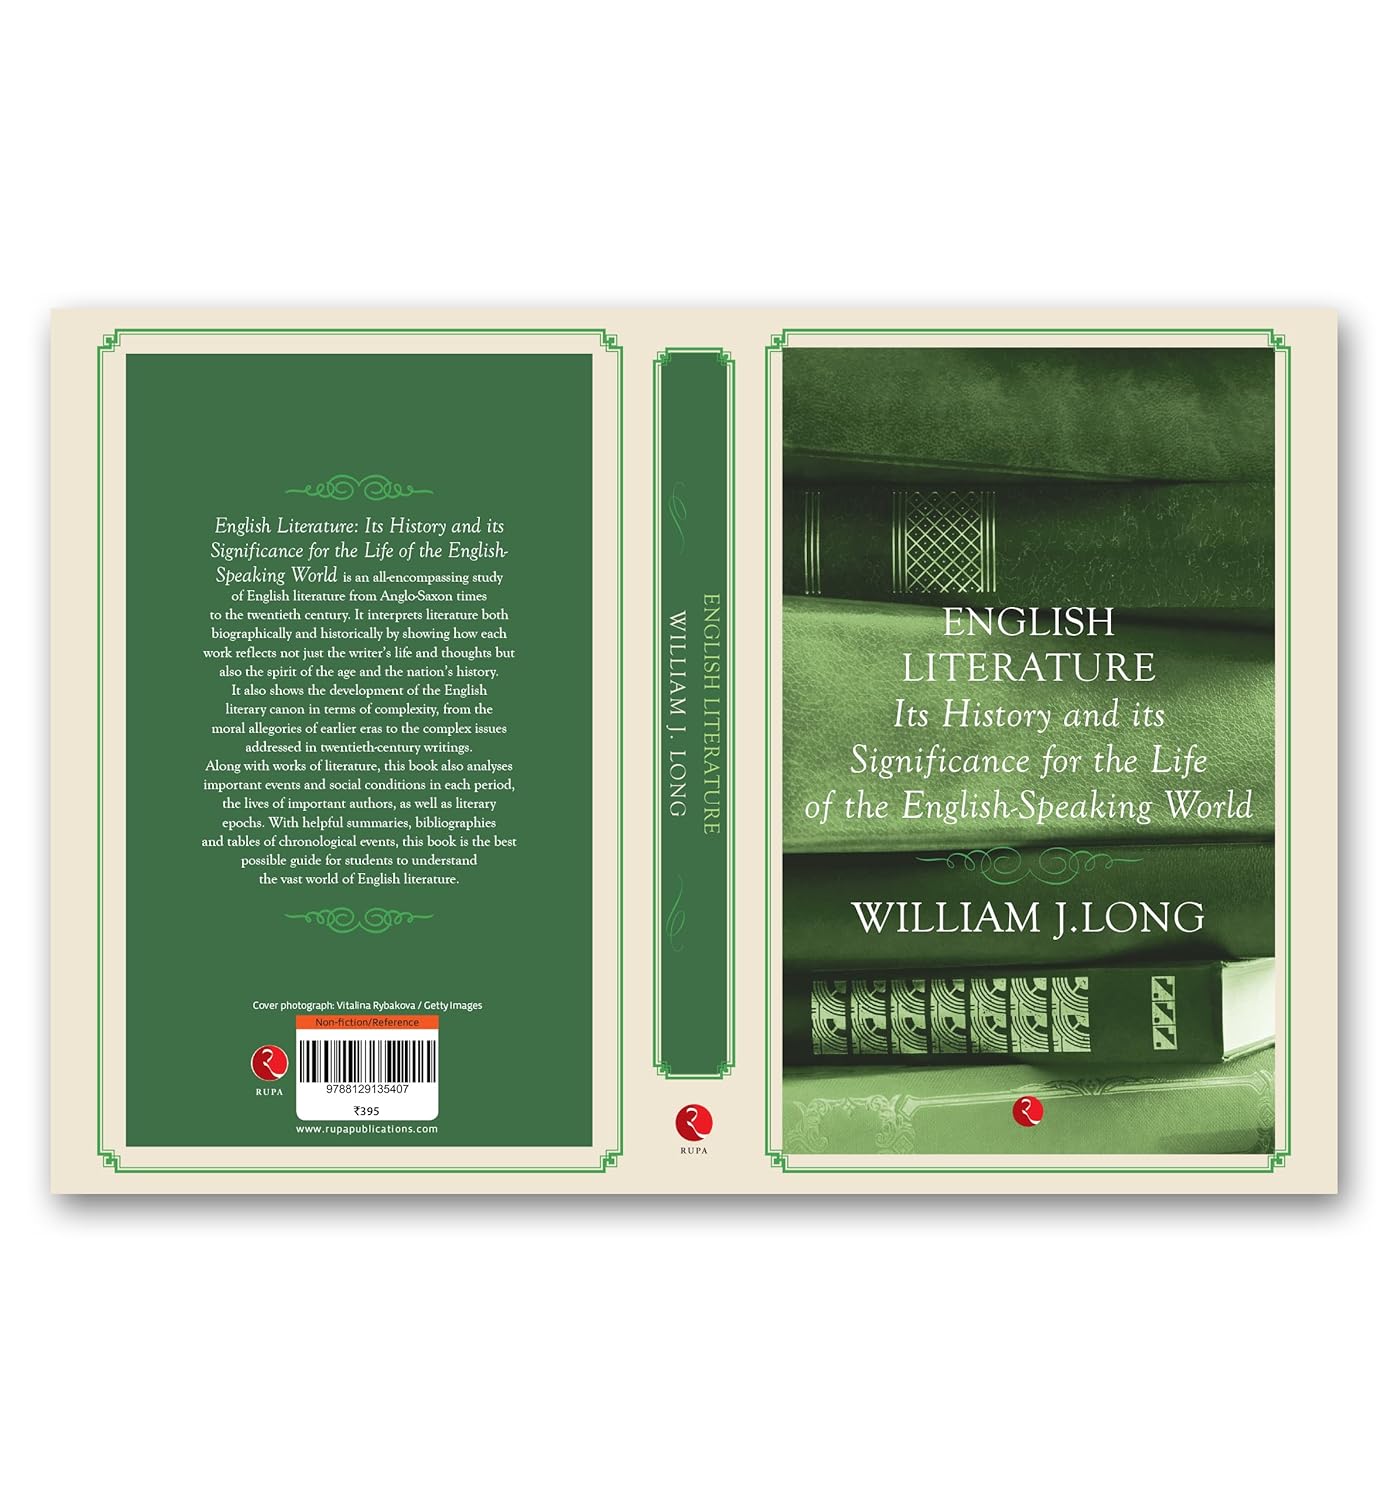 English Literature: Its History and its
Significance for the Life of the English-
Speaking World is an all-encompassing study
of English literature from Anglo-Saxon times
to the twentieth century. It interprets literature both
biographically and historically by showing how each
work reflects not just the writer's life and thoughts but
also the spirit of the age and the nation's history.
It also shows the development of the English
literary canon in terms of complexity, from the
moral allegories of earlier eras to the complex issues
addressed in twentieth-century writings.
Along with works of literature, this book also analyses
important events and social conditions in each period,
the lives of important authors, as well as literary
epochs. With helpful summaries, bibliographies
and tables of chronological events, this book is the best
possible guide for students to understand
the vast world of English literature.
Cover photograph: Vitalina Rybakova / Getty Images
Non-fiction/Reference
RUPA
9788129135407
₹395
www.rupapublications.com
ENGLISH LITERATURE
WILLIAM J. LONG
RUPA
ENGLISH
LITERATURE
Its History and its
Significance for the Life
of the English-Speaking World
WILLIAM J.LONG